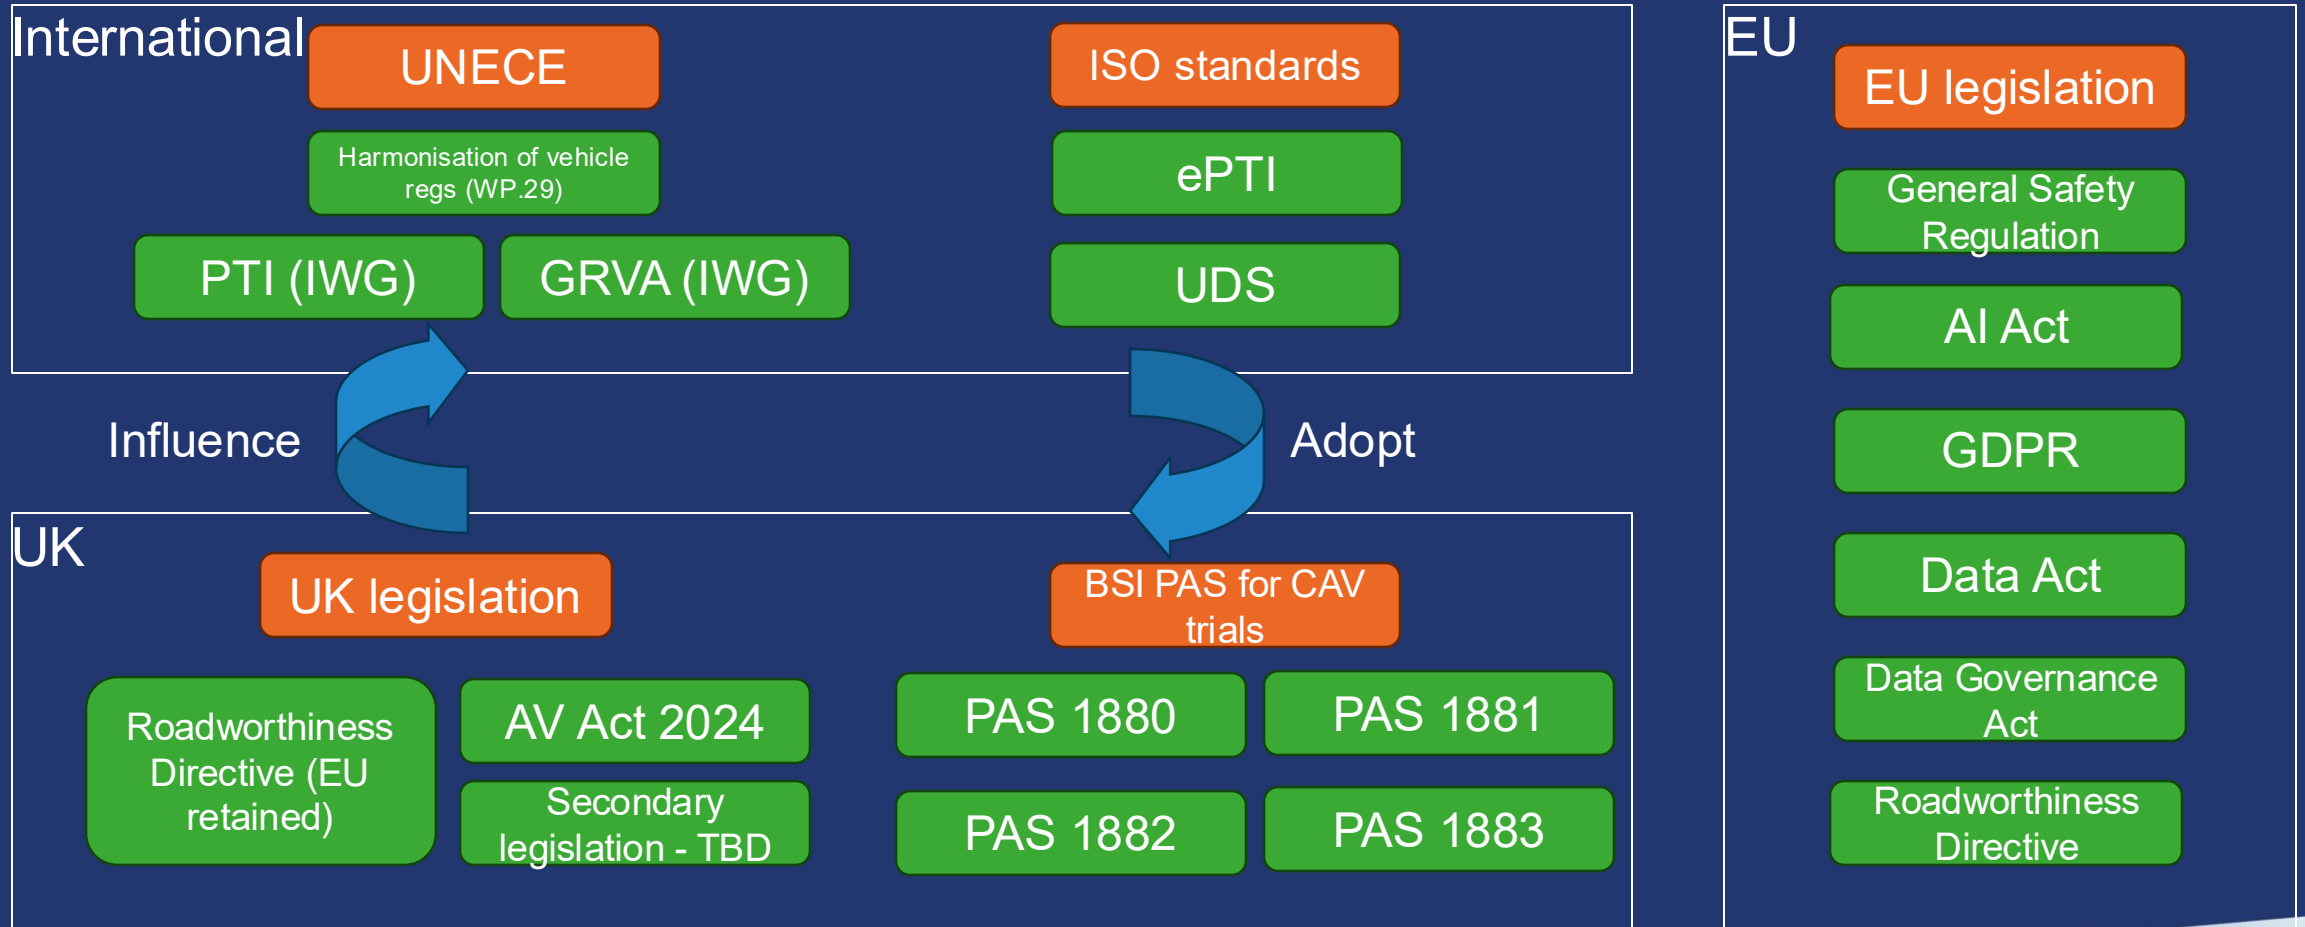 International
UNECE
Harmonisation of vehicle
regs (WP.29)
PTI (IWG)
GRVA (IWG)
ISO standards
ePTI
UDS
Influence
Adopt
UK
UK legislation
Roadworthiness
Directive (EU
retained)
AV Act 2024
Secondary
legislation - TBD
BSI PAS for CAV
trials
PAS 1880
PAS 1881
PAS 1882
PAS 1883
EU
EU legislation
General Safety
Regulation
AI Act
GDPR
Data Act
Data Governance
Act
Roadworthiness
Directive